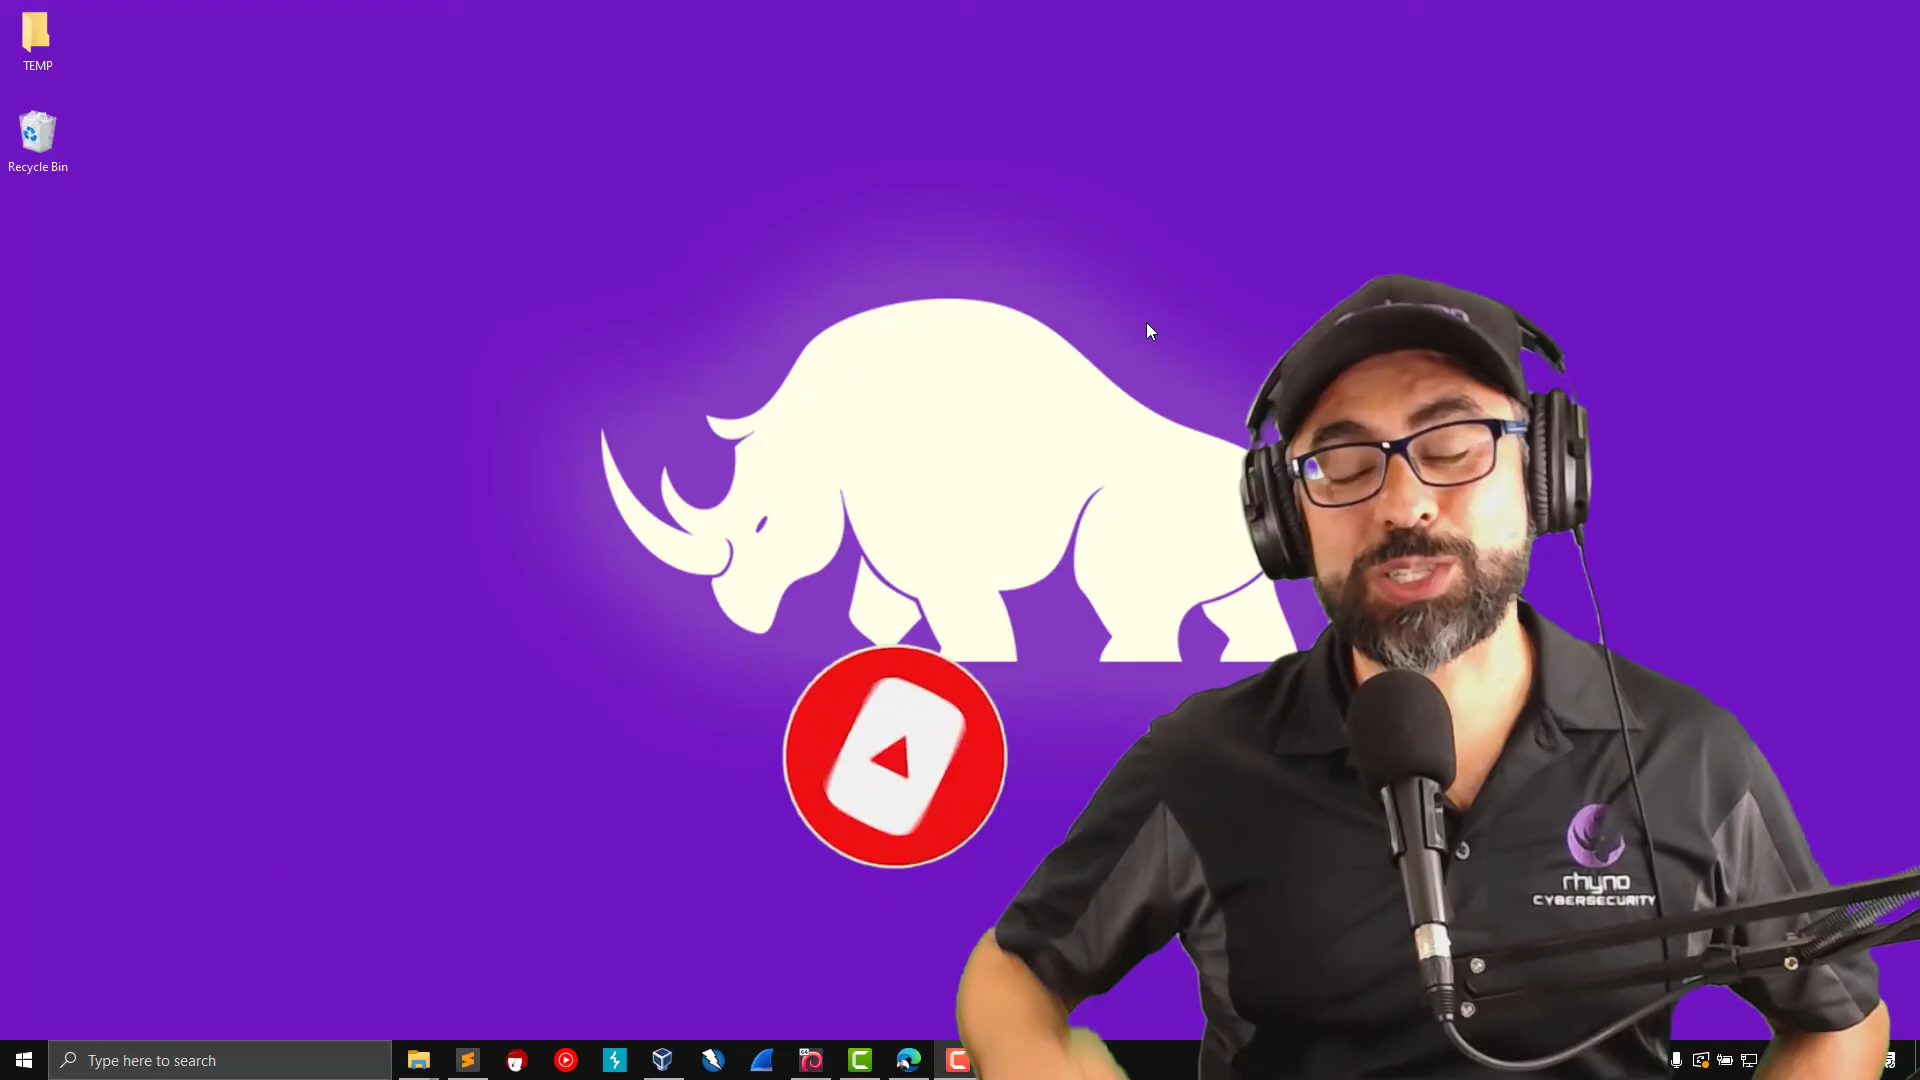 TEMP
Recycle Bin
rhyno
CYBERSECURITY
Type here to search